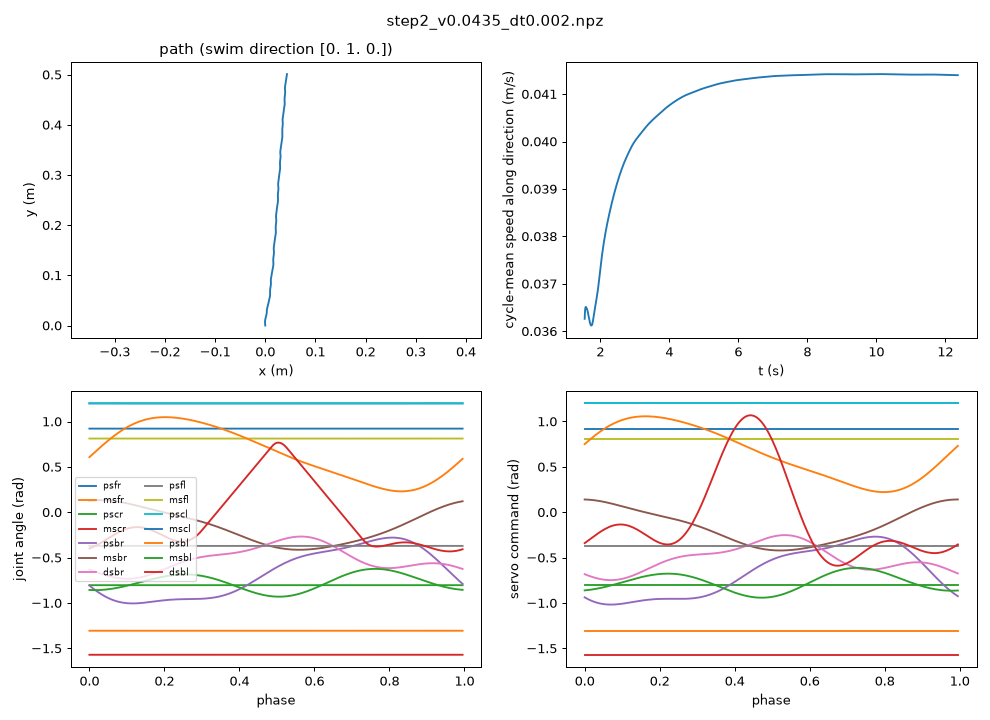 step2_v0.0435_dt0.002.npz
path (swim direction [0. 1. 0.])
0.5
0.4
0.3
0.2
0.1
0.0
y (m)
−0.3 −0.2 −0.1 0.0 0.1 0.2 0.3 0.4
x (m)
cycle-mean speed along direction (m/s)
0.041
0.040
0.039
0.038
0.037
0.036
2 4 6 8 10 12
t (s)
joint angle (rad)
1.0
0.5
0.0
−0.5
−1.0
−1.5
psfr psfl
msfr msfl
pscr pscl
mscr mscl
psbr psbl
msbr msbl
dsbr dsbl
0.0 0.2 0.4 0.6 0.8 1.0
phase
servo command (rad)
1.0
0.5
0.0
−0.5
−1.0
−1.5
0.0 0.2 0.4 0.6 0.8 1.0
phase